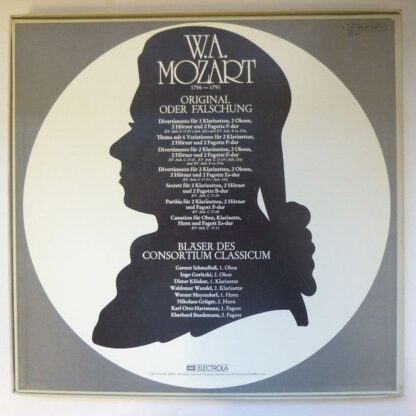 W.A.
MOZART
1756 — 1791
ORIGINAL
ODER FÄLSCHUNG
Divertimento für 2 Klarinetten, 2 Oboen,
2 Hörner und 2 Fagotte F-dur
Thema mit 6 Variationen für 2 Klarinetten,
2 Hörner und 2 Fagotte F-dur
Divertimento für 2 Klarinetten, 2 Oboen,
2 Hörner und 2 Fagotte F-dur
Divertimento für 2 Klarinetten, 2 Oboen,
2 Hörner und 2 Fagotte Es-dur
Sextett für 2 Klarinetten, 2 Hörner
und 2 Fagotte B-dur
Parthia für 2 Klarinetten, 2 Hörner
und Fagott F-dur
Cassatios für Oboe, Klarinette,
Horn und Fagott Es-dur
BLÄSER DES
CONSORTIUM CLASSICUM
Gernot Schmalfuß, 1. Oboe
Ingo Goritzki, 2. Oboe
Dieter Klöcker, 1. Klarinette
Waldemar Wandel, 2. Klarinette
Werner Meyendorf, 1. Horn
Nikolaus Grüger, 2. Horn
Karl Otto Hartmann, 1. Fagott
Eberhard Buschmann, 2. Fagott
EMI ELECTROLA